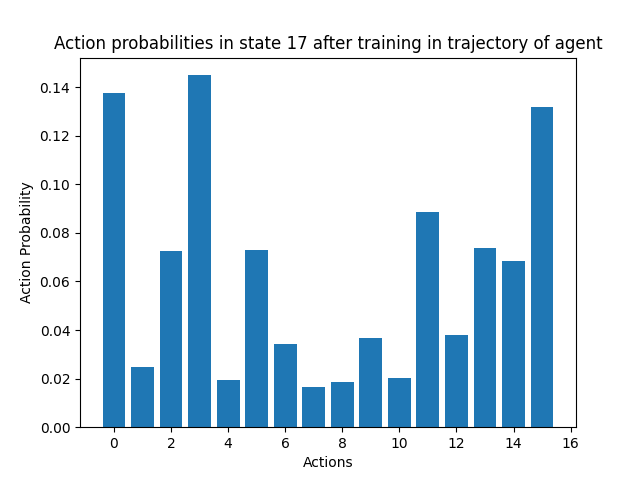 Action probabilities in state 17 after training in trajectory of agent
0.14
0.12
0.10
0.08
0.06
0.04
0.02
0.00
Action Probability
0 2 4 6 8 10 12 14 16
Actions